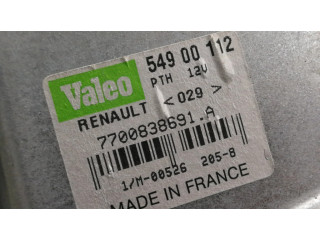 Valeo
549 00 112
PTH 12V
RENAULT <029>
7700838691.A
1/M-00526 205-8
MADE IN FRANCE